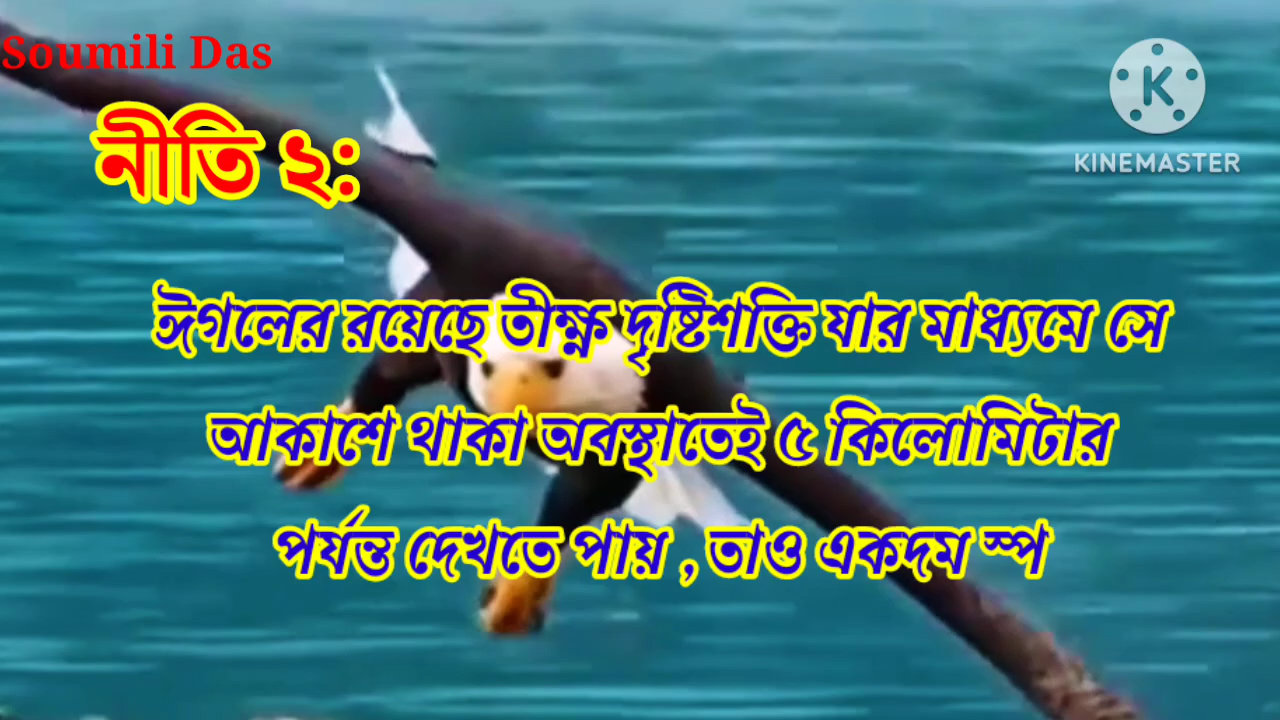 Soumili Das
KINEMASTER
নীতি ২:
ঈগলের রয়েছে তীক্ষ্ণ দৃষ্টিশক্তি যার মাধ্যমে সে
আকাশে থাকা অবস্থাতেই ৫ কিলোমিটার
পর্যন্ত দেখতে পায় , তাও একদম স্প